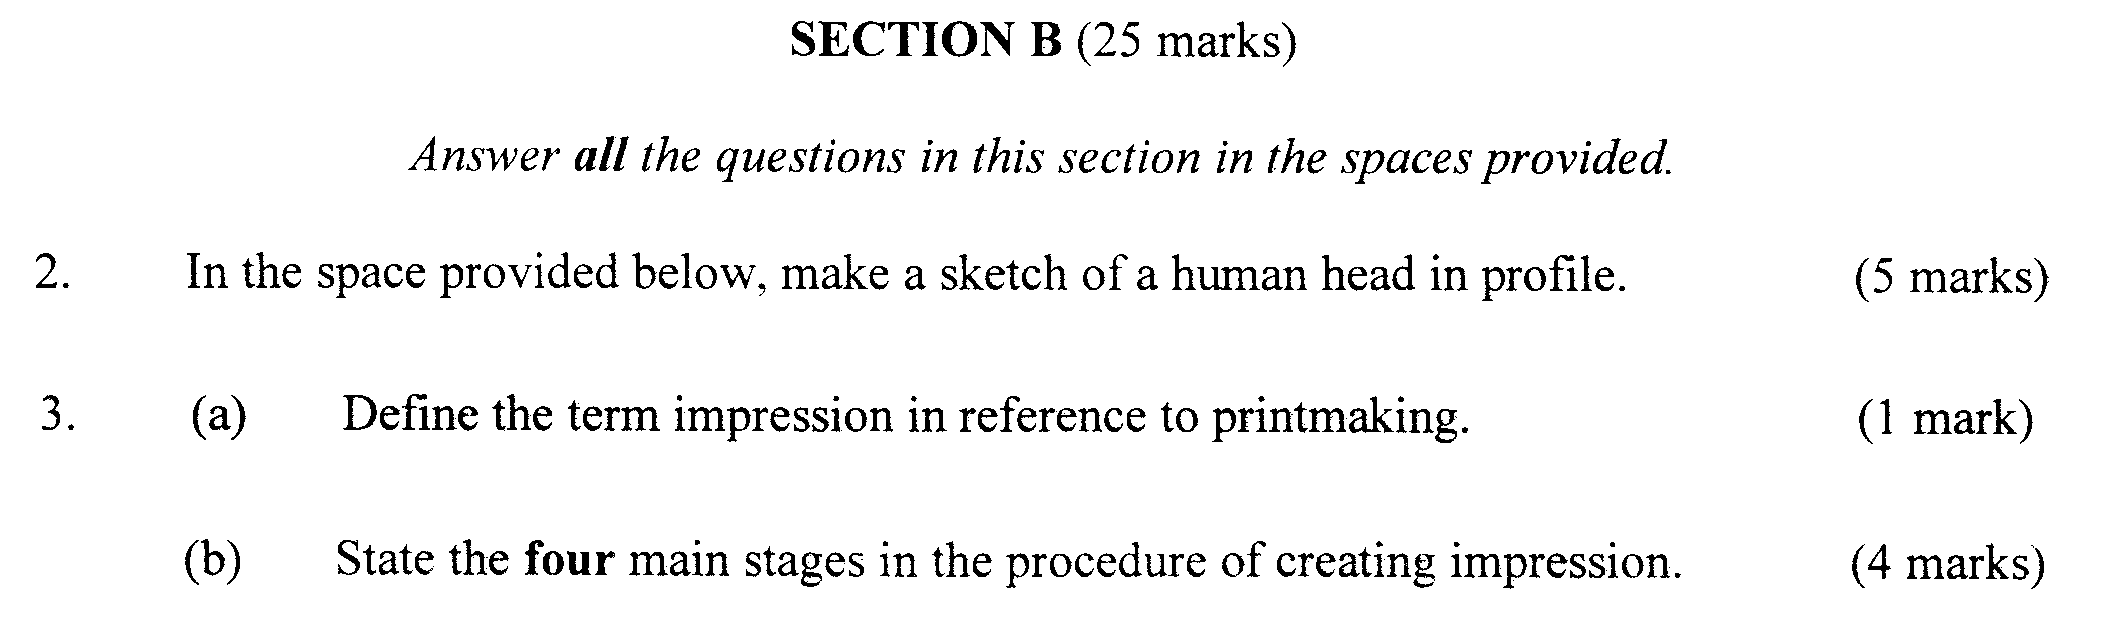 SECTION B (25 marks)
Answer all the questions in this section in the spaces provided.
2. In the space provided below, make a sketch of a human head in profile. (5 marks)
3. (a) Define the term impression in reference to printmaking. (1 mark)
(b) State the four main stages in the procedure of creating impression. (4 marks)